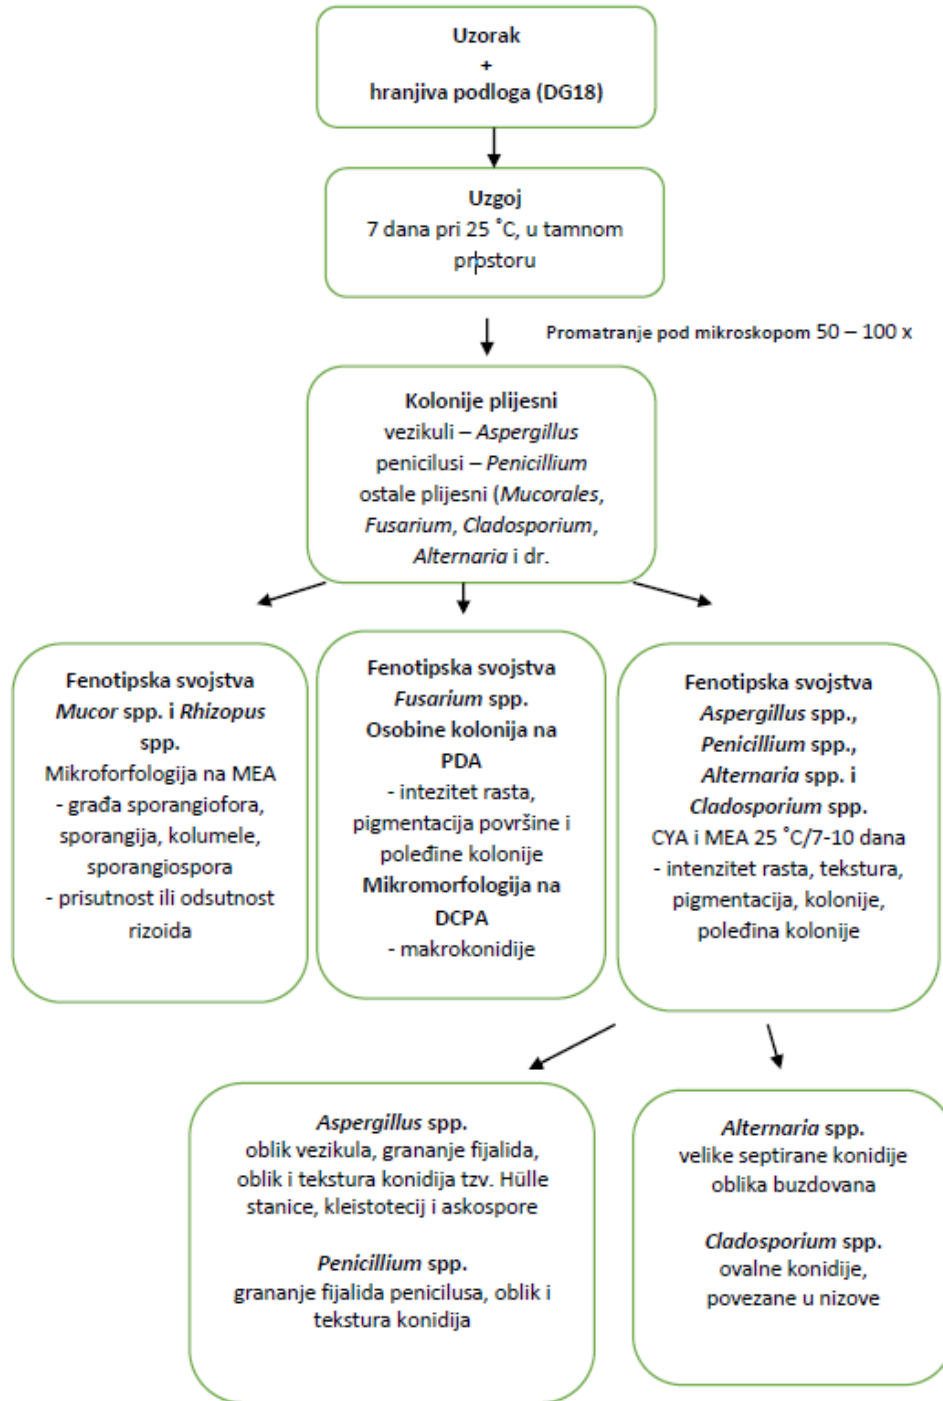 Uzorak
+
hranjiva podloga (DG18)
Uzgoj
7 dana pri 25 ˚C, u tamnom
prostoru
Promatranje pod mikroskopom 50 – 100 x
Kolonije plijesni
vezikuli – Aspergillus
penicilusi – Penicillium
ostale plijesni (Mucorales,
Fusarium, Cladosporium,
Alternaria i dr.
Fenotipska svojstva
Mucor spp. i Rhizopus
spp.
Mikroforfologija na MEA
- građa sporangiofora,
sporangija, kolumele,
sporangiospora
- prisutnost ili odsutnost
rizoida
Fenotipska svojstva
Fusarium spp.
Osobine kolonija na
PDA
- intezitet rasta,
pigmentacija površine i
poleđine kolonije
Mikromorfologija na
DCPA
- makrokonidije
Fenotipska svojstva
Aspergillus spp.,
Penicillium spp.,
Alternaria spp. i
Cladosporium spp.
CYA i MEA 25 ˚C/7-10 dana
- intenzitet rasta, tekstura,
pigmentacija, kolonije,
poleđina kolonije
Aspergillus spp.
oblik vezikula, grananje fijalida,
oblik i tekstura konidija tzv. Hülle
stanice, kleistotecij i askospore
Penicillium spp.
grananje fijalida penicilusa, oblik i
tekstura konidija
Alternaria spp.
velike septirane konidije
oblika buzdovana
Cladosporium spp.
ovalne konidije,
povezane u nizove